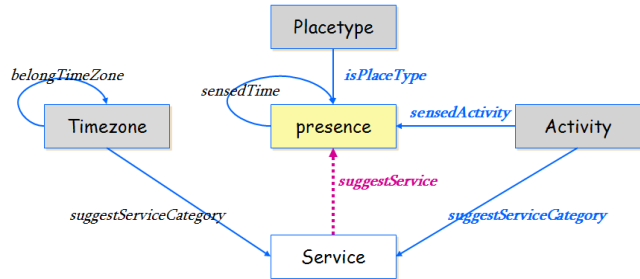 Placetype
belongTimeZone
isPlaceType
sensedTime
sensedActivity
Timezone
presence
Activity
suggestService
suggestServiceCategory
suggestServiceCategory
Service